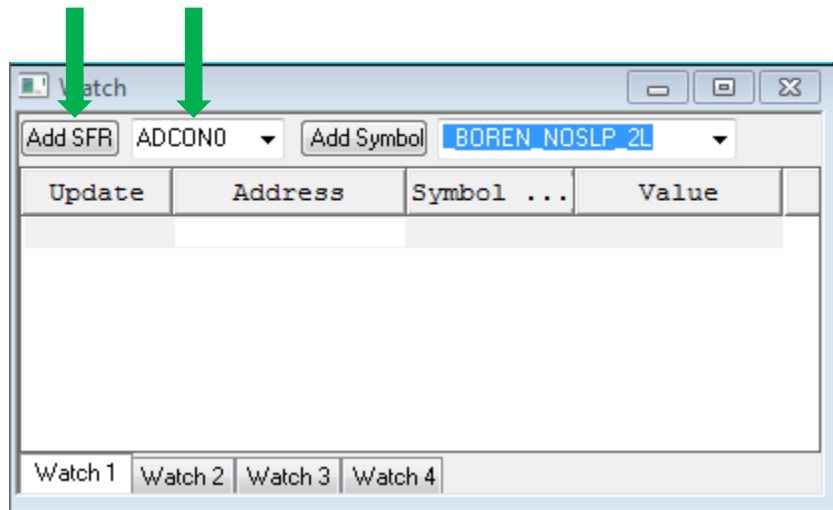 Watch
Add SFR ADCON0 Add Symbol _BOREN_NOSLP_2L
Update Address Symbol ... Value
Watch 1 Watch 2 Watch 3 Watch 4